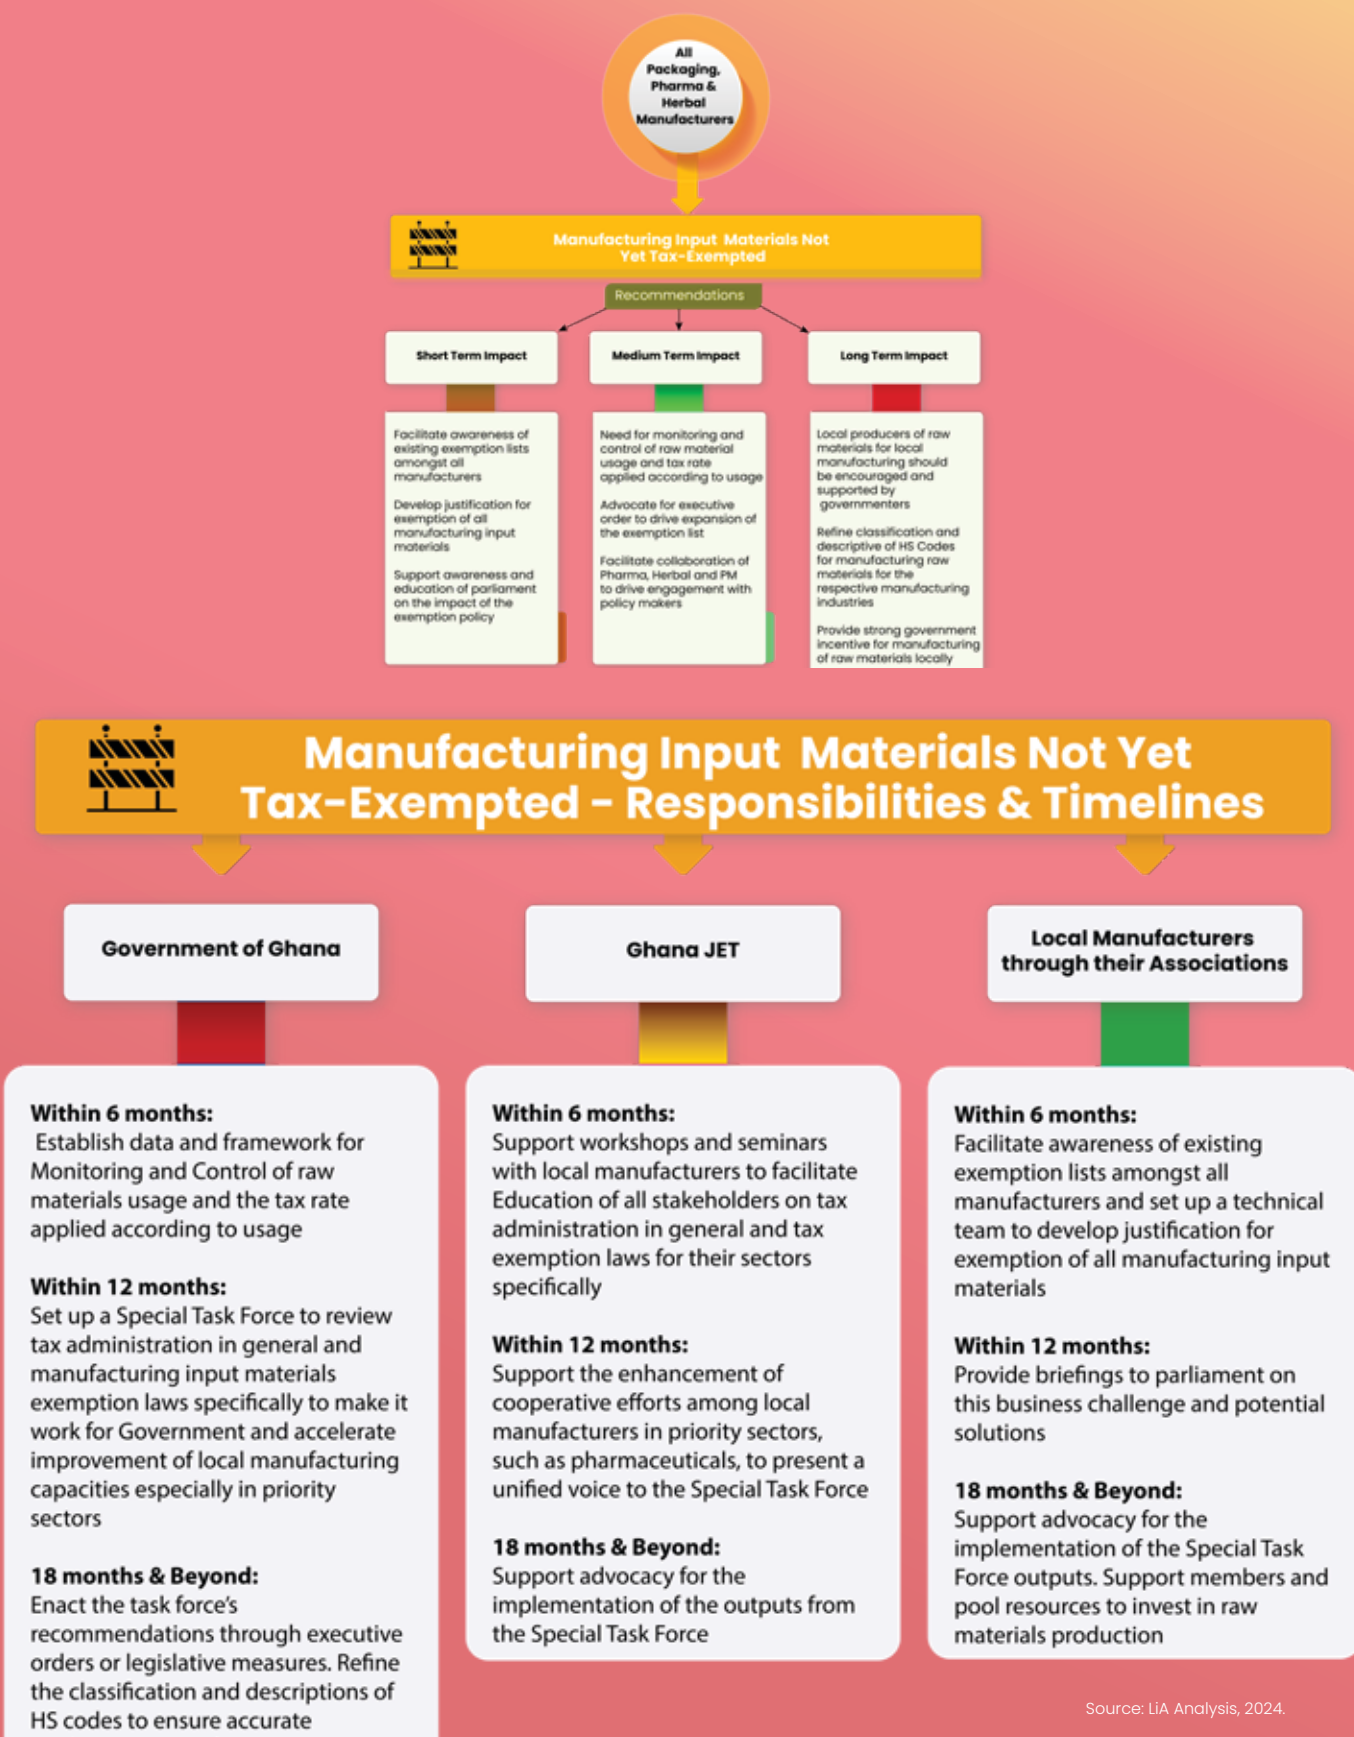 All
Packaging,
Pharma &
Herbal
Manufacturers
Manufacturing Input Materials Not
Yet Tax-Exempted
Recommendations
Short Term Impact
Medium Term Impact
Long Term Impact
Facilitate awareness of
existing exemption lists
amongst all
manufacturers
Develop justification for
exemption of all
manufacturing input
materials
Support awareness and
education of parliament
on the impact of the
exemption policy
Need for monitoring and
control of raw material
usage and tax rate
applied according to usage
Advocate for executive
order to drive expansion of
the exemption list
Facilitate collaboration of
Pharma, Herbal and PM
to drive engagement with
policy makers
Local producers of raw
materials for local
manufacturing should
be encouraged and
supported by
governmenters
Refine classification and
descriptive of HS Codes
for manufacturing raw
materials for the
respective manufacturing
industries
Provide strong government
incentive for manufacturing
of raw materials locally
Manufacturing Input Materials Not Yet
Tax-Exempted - Responsibilities & Timelines
Government of Ghana
Within 6 months:
Establish data and framework for
Monitoring and Control of raw
materials usage and the tax rate
applied according to usage
Within 12 months:
Set up a Special Task Force to review
tax administration in general and
manufacturing input materials
exemption laws specifically to make it
work for Government and accelerate
improvement of local manufacturing
capacities especially in priority
sectors
18 months & Beyond:
Enact the task force's
recommendations through executive
orders or legislative measures. Refine
the classification and descriptions of
HS codes to ensure accurate
Ghana JET
Within 6 months:
Support workshops and seminars
with local manufacturers to facilitate
Education of all stakeholders on tax
administration in general and tax
exemption laws for their sectors
specifically
Within 12 months:
Support the enhancement of
cooperative efforts among local
manufacturers in priority sectors,
such as pharmaceuticals, to present a
unified voice to the Special Task Force
18 months & Beyond:
Support advocacy for the
implementation of the outputs from
the Special Task Force
Local Manufacturers
through their Associations
Within 6 months:
Facilitate awareness of existing
exemption lists amongst all
manufacturers and set up a technical
team to develop justification for
exemption of all manufacturing input
materials
Within 12 months:
Provide briefings to parliament on
this business challenge and potential
solutions
18 months & Beyond:
Support advocacy for the
implementation of the Special Task
Force outputs. Support members and
pool resources to invest in raw
materials production
Source: LiA Analysis, 2024.